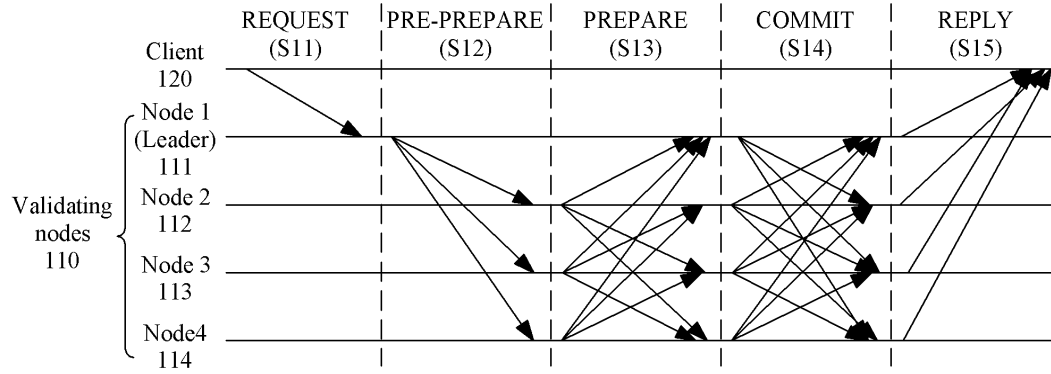 REQUEST
(S11)
PRE-PREPARE
(S12)
PREPARE
(S13)
COMMIT
(S14)
REPLY
(S15)
Client
120
Node 1
(Leader)
111
Node 2
112
Validating
nodes
110
Node 3
113
Node4
114